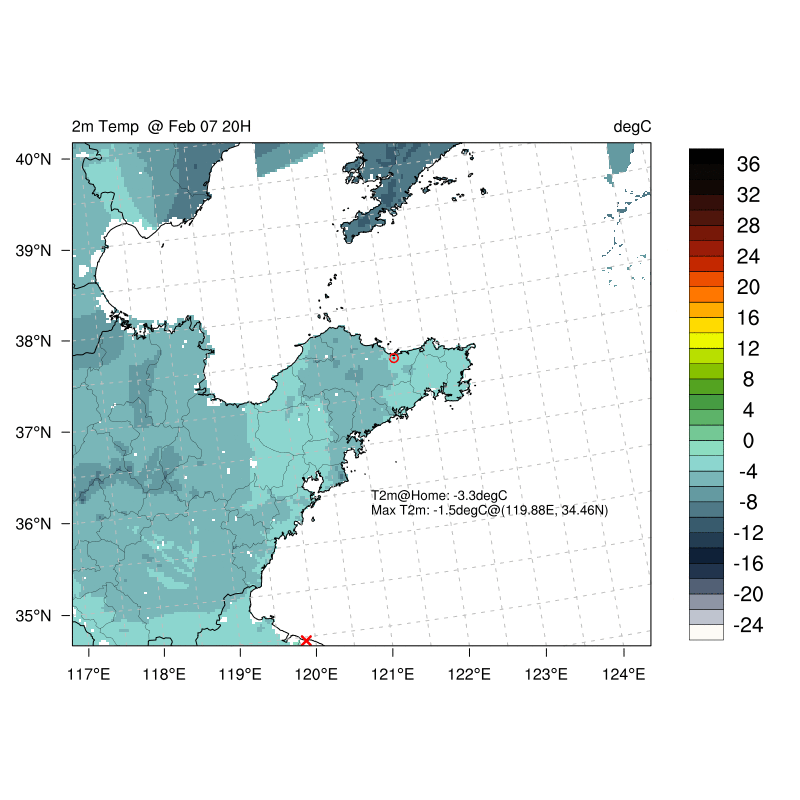 2m Temp @ Feb 07 20H
degC
40°N
39°N
38°N
37°N
36°N
35°N
117°E
118°E
119°E
120°E
121°E
122°E
123°E
124°E
T2m@Home: -3.3degC
Max T2m: -1.5degC@(119.88E, 34.46N)
36
32
28
24
20
16
12
8
4
0
-4
-8
-12
-16
-20
-24